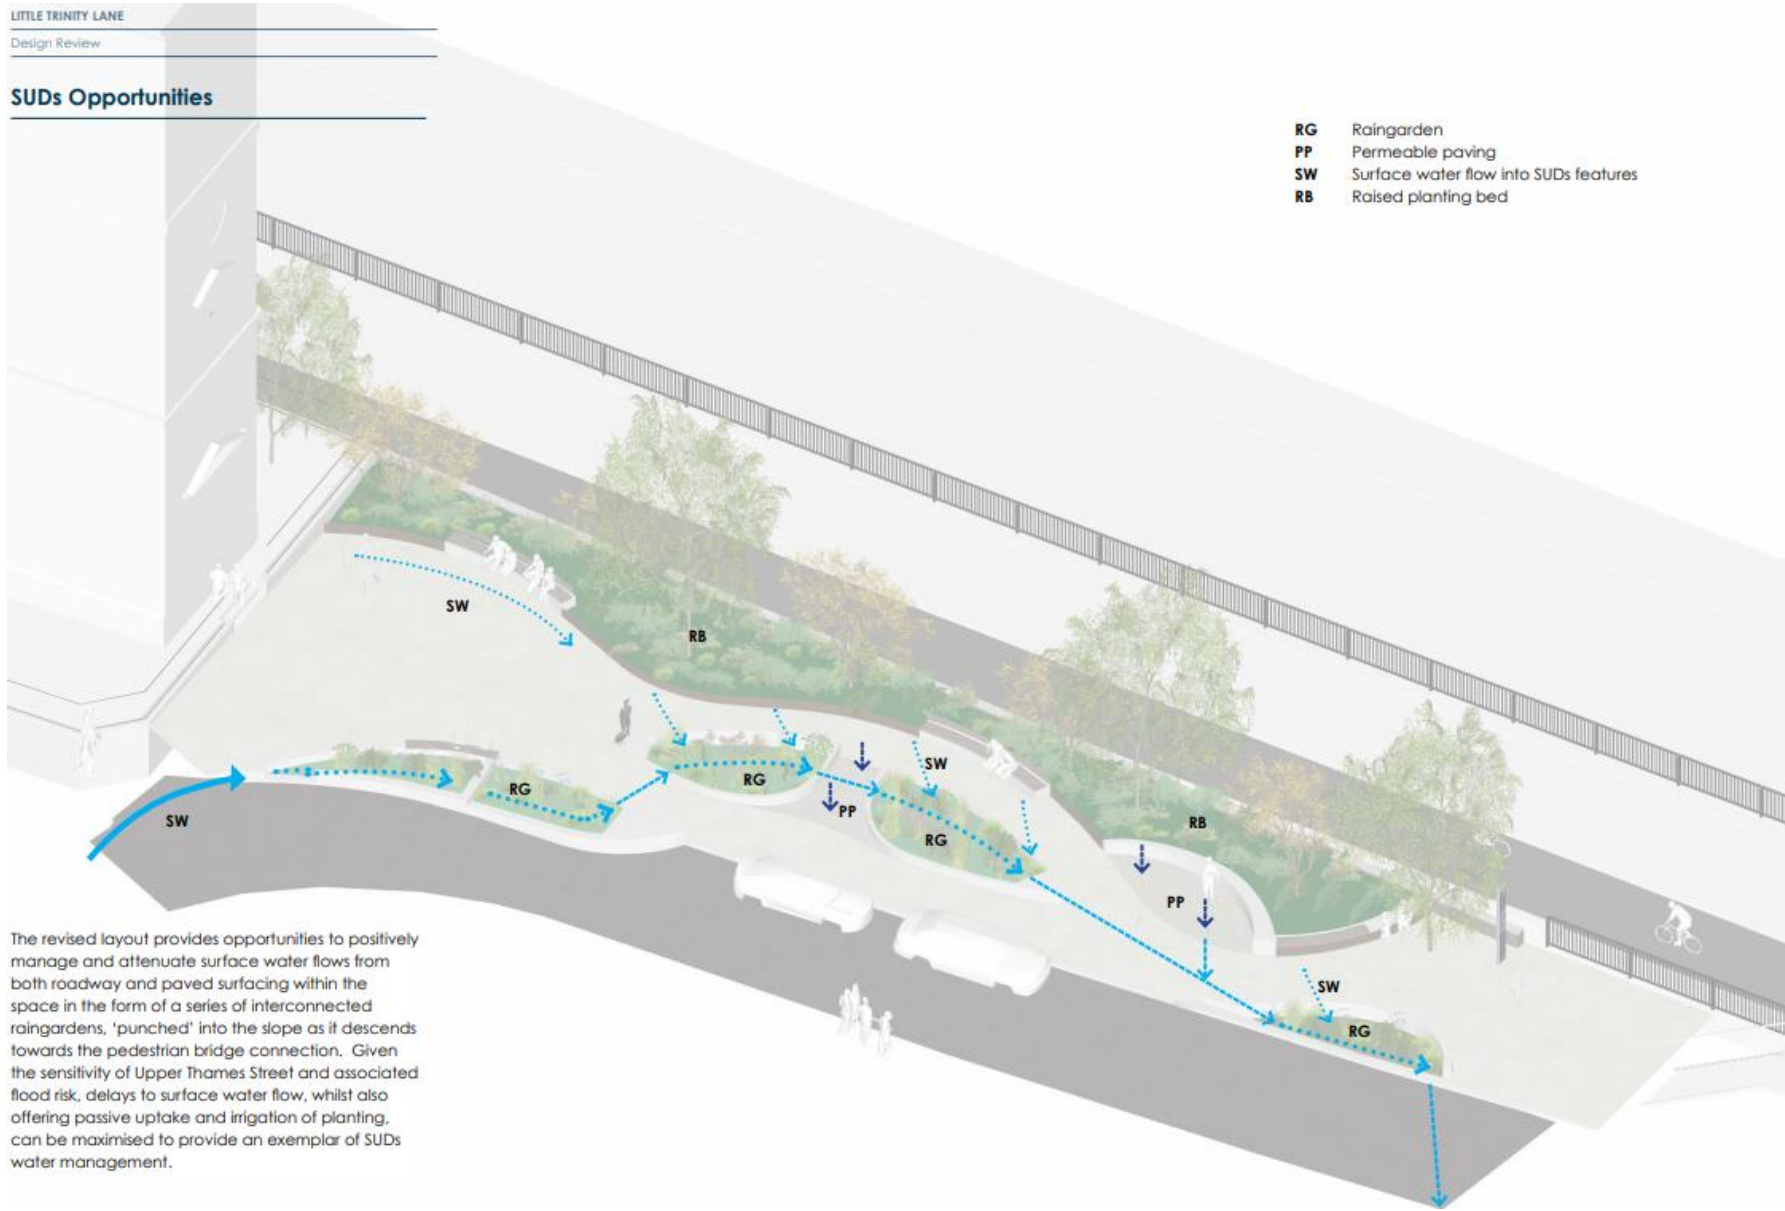 LITTLE TRINITY LANE
Design Review
SUDs Opportunities
RG Raingarden
PP Permeable paving
SW Surface water flow into SUDs features
RB Raised planting bed
SW
RB
SW
RG
RG
SW
PP
RG
RB
PP
SW
RG
The revised layout provides opportunities to positively
manage and attenuate surface water flows from
both roadway and paved surfacing within the
space in the form of a series of interconnected
raingardens, ‘punched’ into the slope as it descends
towards the pedestrian bridge connection. Given
the sensitivity of Upper Thames Street and associated
flood risk, delays to surface water flow, whilst also
offering passive uptake and irrigation of planting,
can be maximised to provide an exemplar of SUDs
water management.